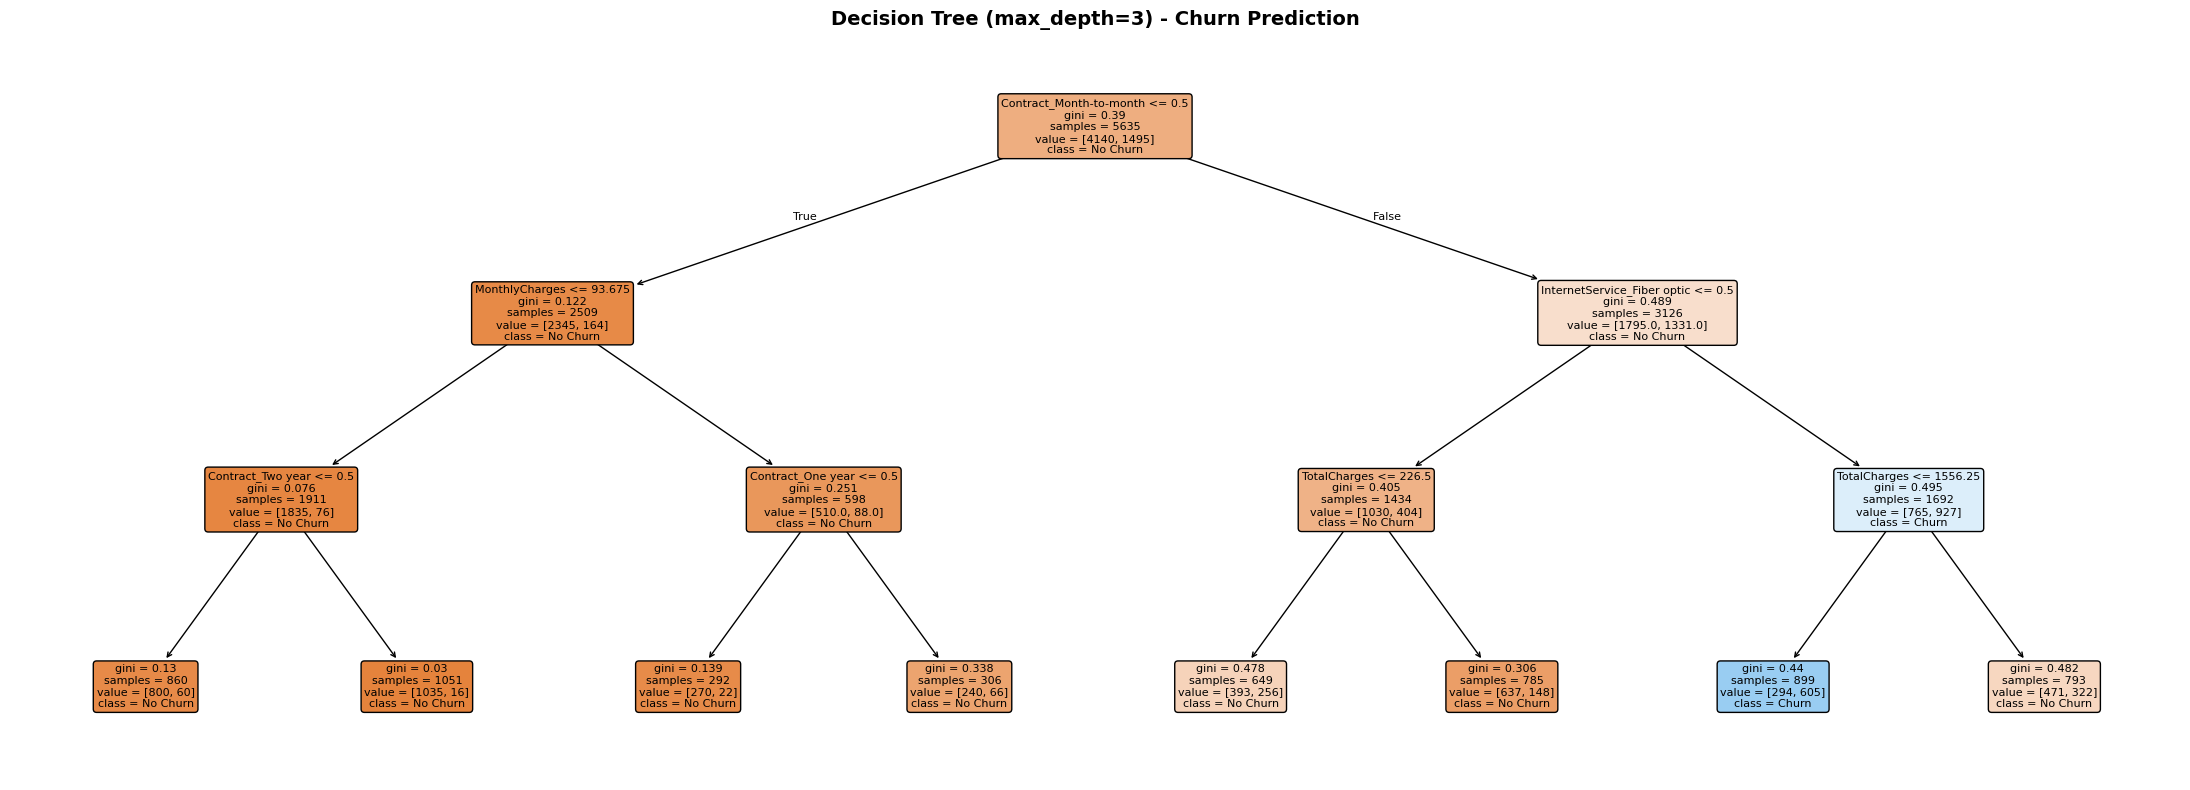 Decision Tree (max_depth=3) - Churn Prediction
Contract_Month-to-month <= 0.5
gini = 0.39
samples = 5635
value = [4140, 1495]
class = No Churn
True
False
MonthlyCharges <= 93.675
gini = 0.122
samples = 2509
value = [2345, 164]
class = No Churn
InternetService_Fiber optic <= 0.5
gini = 0.489
samples = 3126
value = [1795.0, 1331.0]
class = No Churn
Contract_Two year <= 0.5
gini = 0.076
samples = 1911
value = [1835, 76]
class = No Churn
Contract_One year <= 0.5
gini = 0.251
samples = 598
value = [510.0, 88.0]
class = No Churn
TotalCharges <= 226.5
gini = 0.405
samples = 1434
value = [1030, 404]
class = No Churn
TotalCharges <= 1556.25
gini = 0.495
samples = 1692
value = [765, 927]
class = Churn
gini = 0.13
samples = 860
value = [800, 60]
class = No Churn
gini = 0.03
samples = 1051
value = [1035, 16]
class = No Churn
gini = 0.139
samples = 292
value = [270, 22]
class = No Churn
gini = 0.338
samples = 306
value = [240, 66]
class = No Churn
gini = 0.478
samples = 649
value = [393, 256]
class = No Churn
gini = 0.306
samples = 785
value = [637, 148]
class = No Churn
gini = 0.44
samples = 899
value = [294, 605]
class = Churn
gini = 0.482
samples = 793
value = [471, 322]
class = No Churn